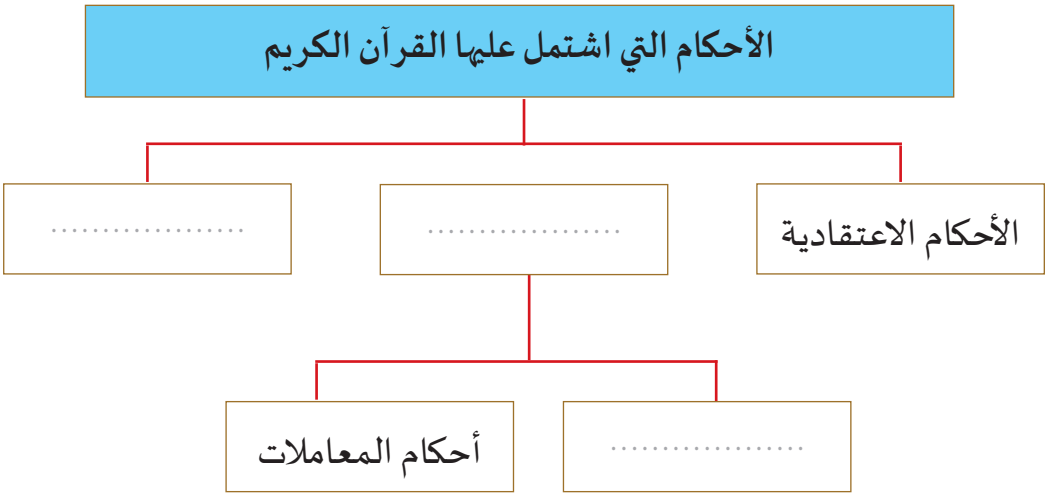 الأحكام التي اشتمل عليها القرآن الكريم
الأحكام الاعتقادية
...................
...................
...................
أحكام المعاملات